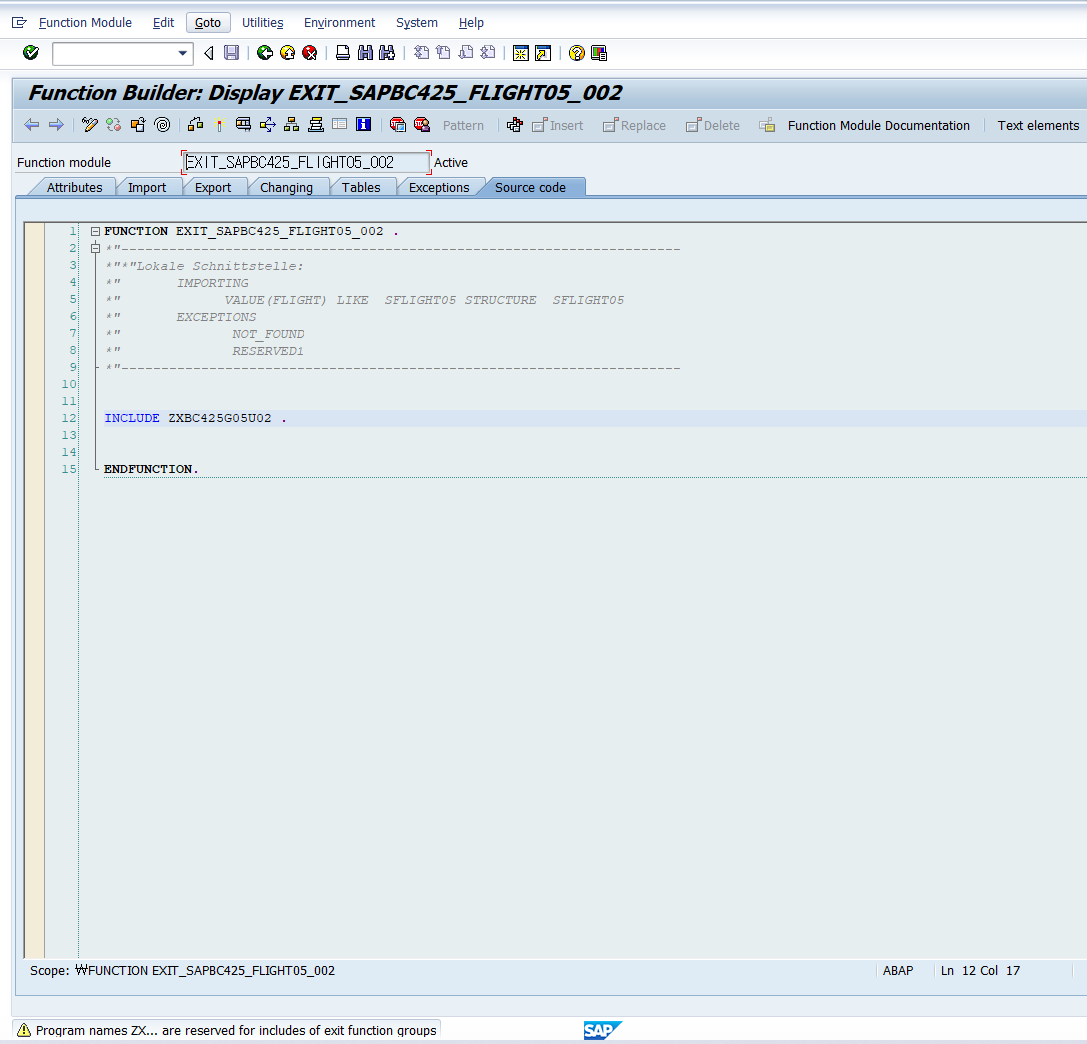 Function Module Edit Goto Utilities Environment System Help
Function Builder: Display EXIT_SAPBC425_FLIGHT05_002
Pattern Insert Replace Delete Function Module Documentation Text elements
Function module EXIT_SAPBC425_FLIGHT05_002 Active
Attributes Import Export Changing Tables Exceptions Source code
1 FUNCTION EXIT_SAPBC425_FLIGHT05_002 .
2 *"----------------------------------------------------------------------
3 *"*"Lokale Schnittstelle:
4 *" IMPORTING
5 *" VALUE(FLIGHT) LIKE SFLIGHT05 STRUCTURE SFLIGHT05
6 *" EXCEPTIONS
7 *" NOT_FOUND
8 *" RESERVED1
9 *"----------------------------------------------------------------------
10
11
12 INCLUDE ZXBC425G05U02 .
13
14
15 ENDFUNCTION.
Scope: ₩FUNCTION EXIT_SAPBC425_FLIGHT05_002 ABAP Ln 12 Col 17
Program names ZX... are reserved for includes of exit function groups SAP